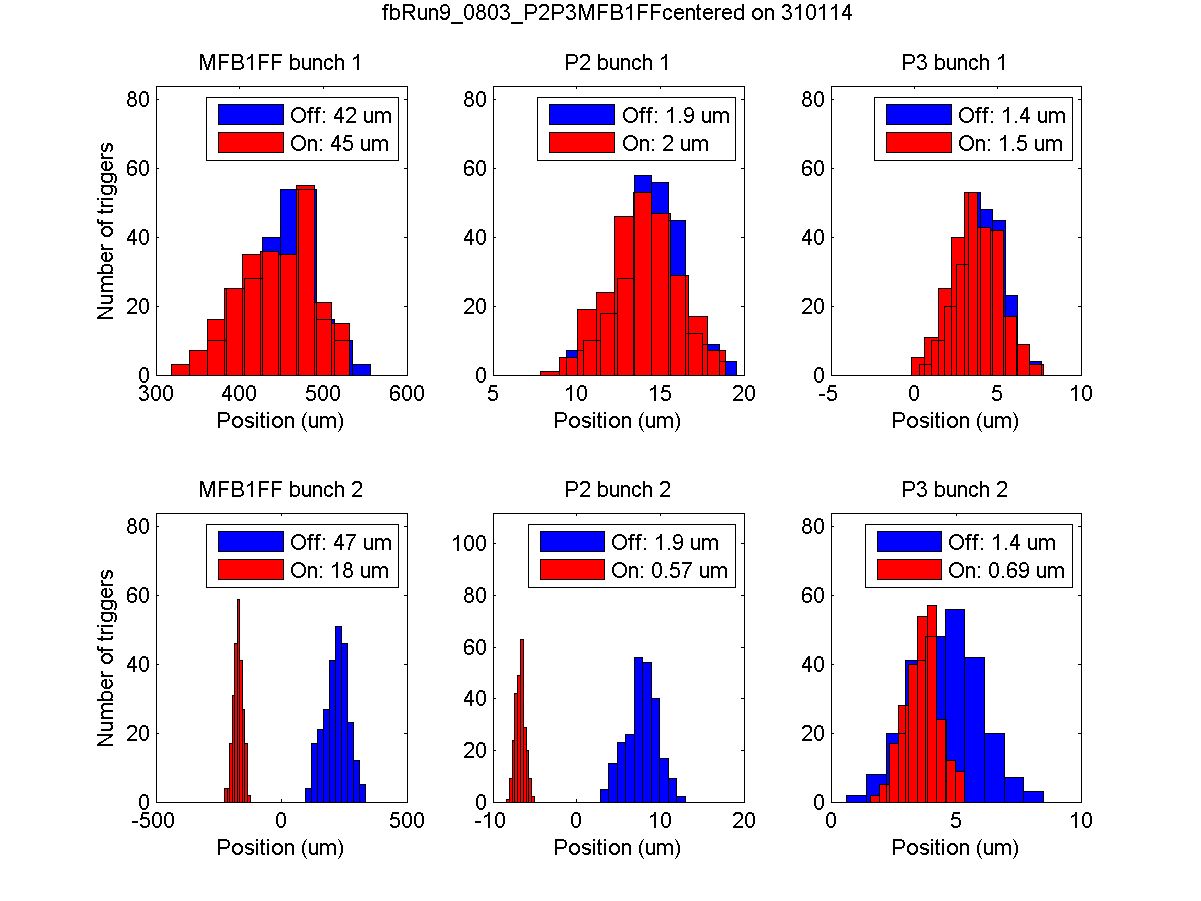 fbRun9_0803_P2P3MFB1FFcentered on 310114
MFB1FF bunch 1
P2 bunch 1
P3 bunch 1
Off: 42 um
On: 45 um
Off: 1.9 um
On: 2 um
Off: 1.4 um
On: 1.5 um
80
60
40
20
0
80
60
40
20
0
80
60
40
20
0
Number of triggers
300 400 500 600
5 10 15 20
-5 0 5 10
Position (um)
Position (um)
Position (um)
MFB1FF bunch 2
P2 bunch 2
P3 bunch 2
Off: 47 um
On: 18 um
Off: 1.9 um
On: 0.57 um
Off: 1.4 um
On: 0.69 um
80
60
40
20
0
100
80
60
40
20
0
80
60
40
20
0
Number of triggers
-500 0 500
-10 0 10 20
0 5 10
Position (um)
Position (um)
Position (um)